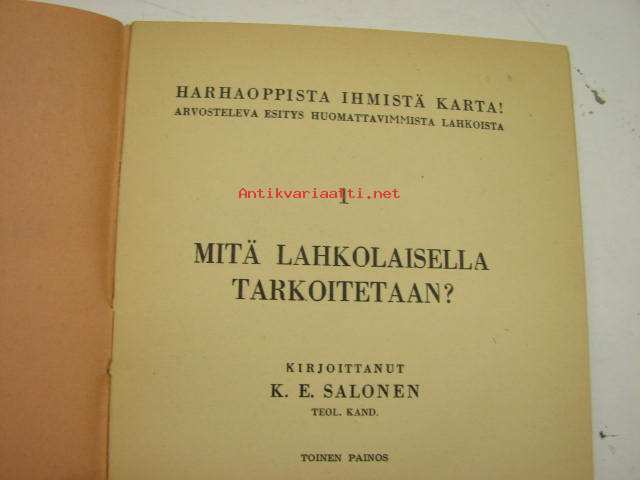 HARHAOPPISTA IHMISTÄ KARTA!
ARVOSTELEVA ESITYS HUOMATTAVIMMISTA LAHKOISTA
1
Antikvariaatti.net
MITÄ LAHKOLAISELLA
TARKOITETAAN?
KIRJOITTANUT
K. E. SALONEN
TEOL. KAND.
TOINEN PAINOS